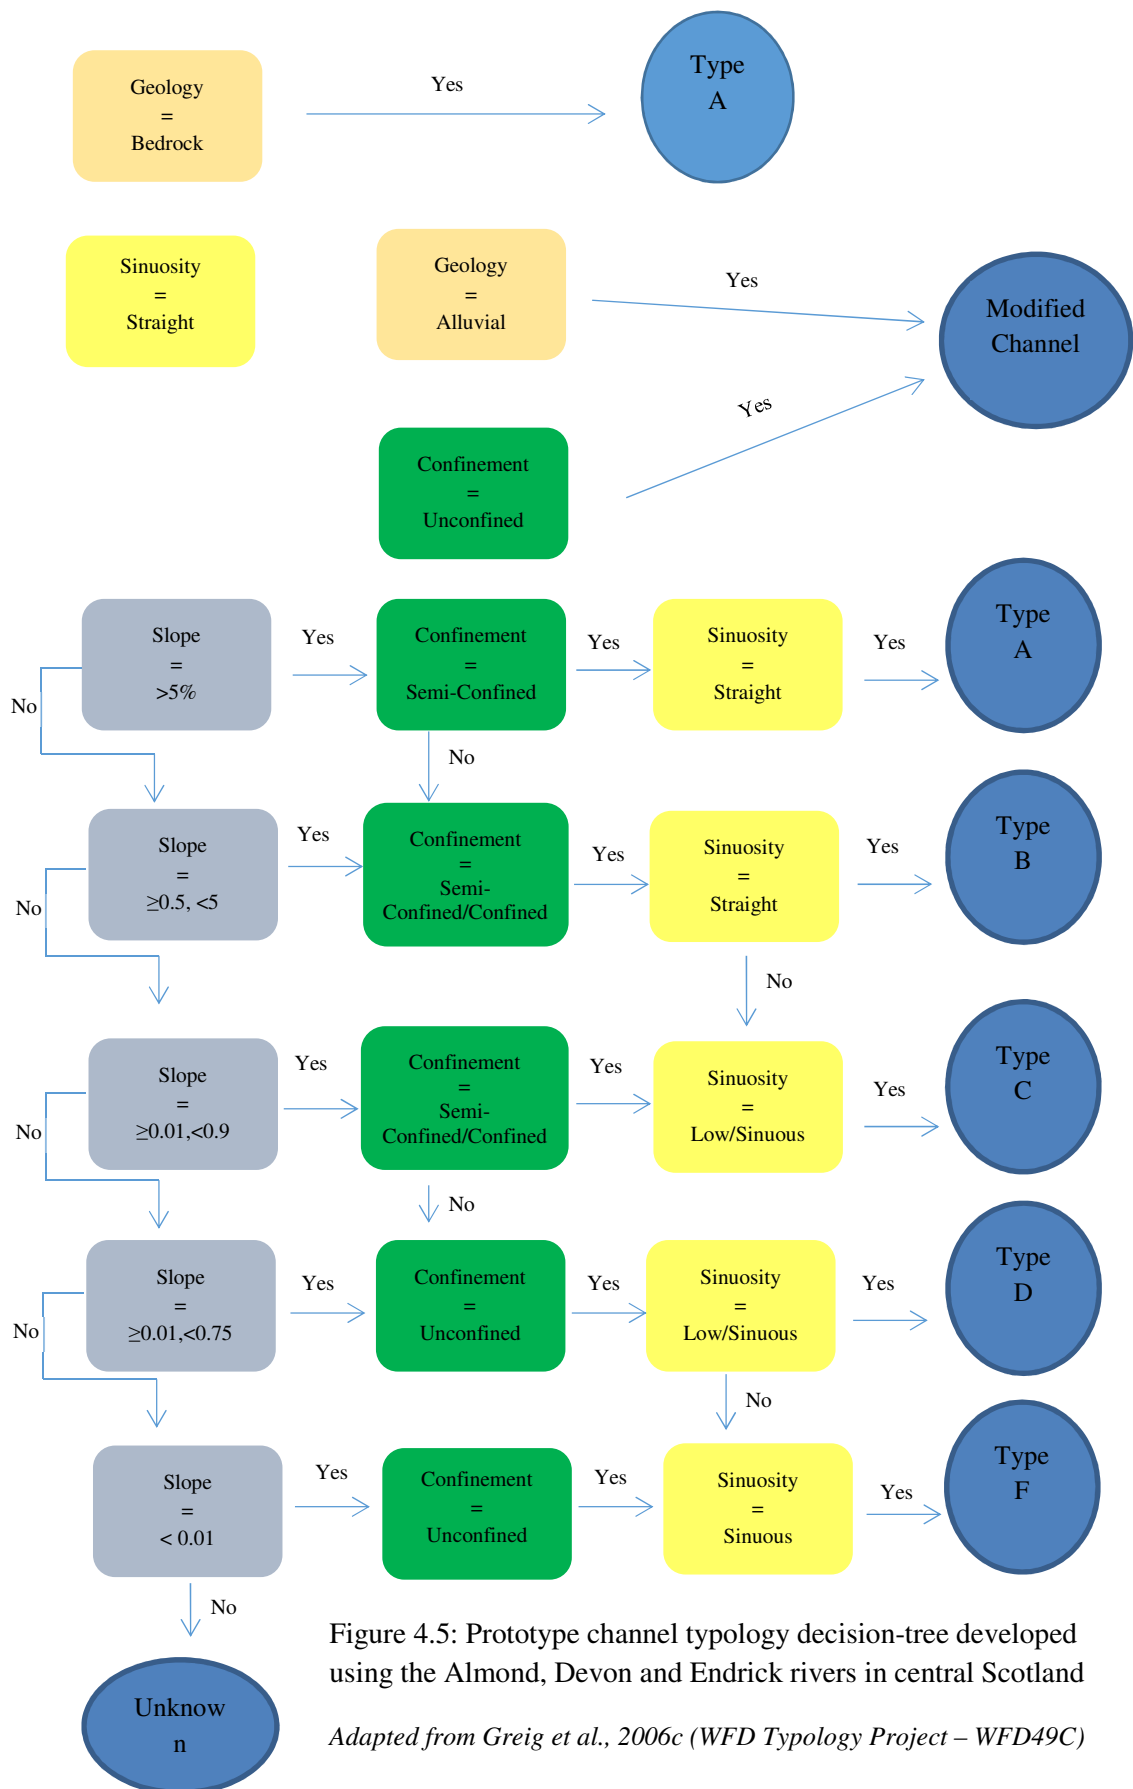 Geology
=
Bedrock
Yes
Type
A
Sinuosity
=
Straight
Geology
=
Alluvial
Yes
Modified
Channel
Yes
Confinement
=
Unconfined
Slope
=
>5%
Yes
Confinement
=
Semi-Confined
Yes
Sinuosity
=
Straight
Yes
Type
A
No
No
Slope
=
≥0.5, <5
Yes
Confinement
=
Semi-
Confined/Confined
Yes
Sinuosity
=
Straight
Yes
Type
B
No
No
Slope
=
≥0.01,<0.9
Yes
Confinement
=
Semi-
Confined/Confined
Yes
Sinuosity
=
Low/Sinuous
Yes
Type
C
No
No
Slope
=
≥0.01,<0.75
Yes
Confinement
=
Unconfined
Yes
Sinuosity
=
Low/Sinuous
Yes
Type
D
No
No
Slope
=
< 0.01
Yes
Confinement
=
Unconfined
Yes
Sinuosity
=
Sinuous
Yes
Type
F
No
Unknow
n
Figure 4.5: Prototype channel typology decision-tree developed
using the Almond, Devon and Endrick rivers in central Scotland
Adapted from Greig et al., 2006c (WFD Typology Project – WFD49C)